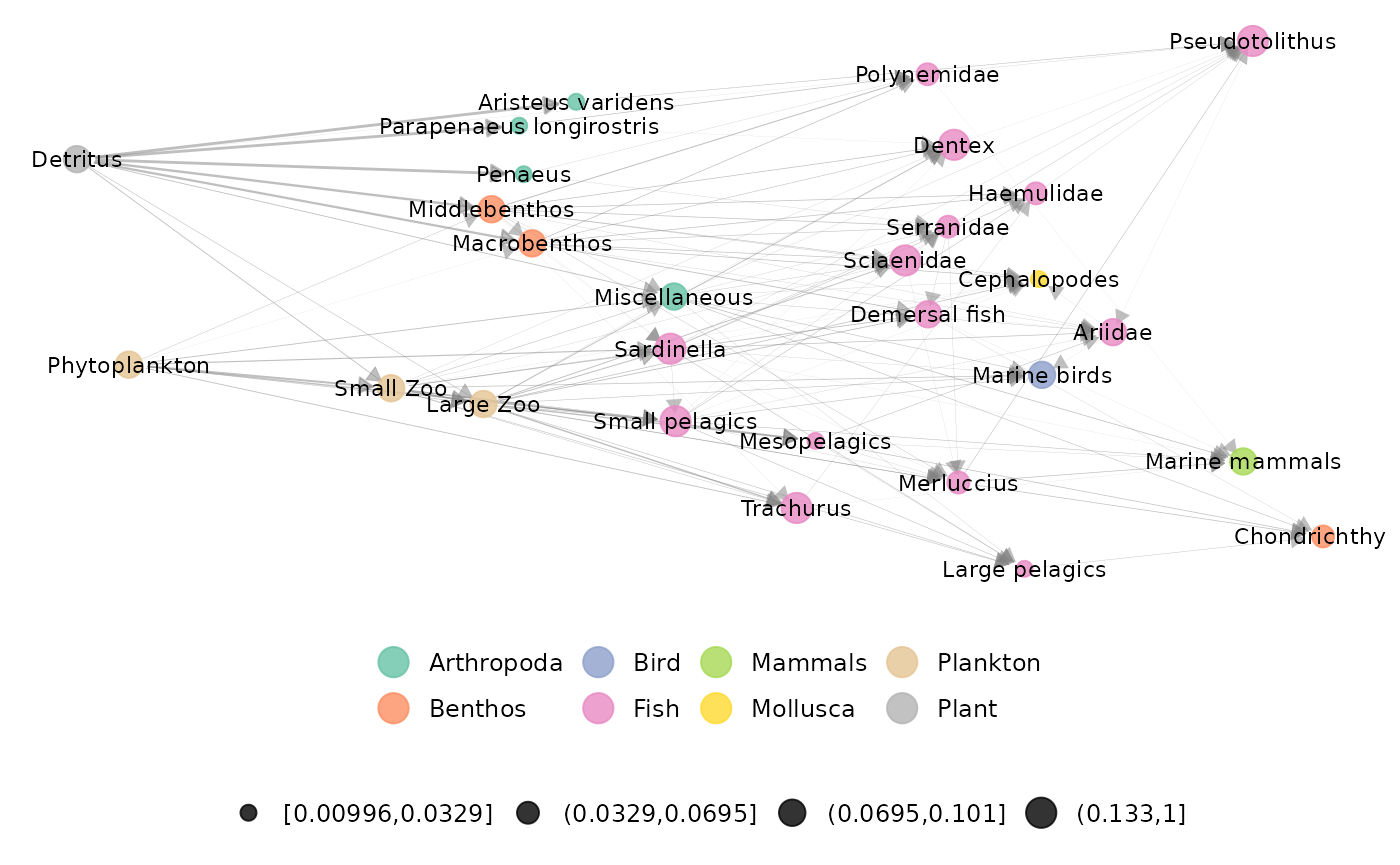 Pseudotolithus
Polynemidae
Aristeus varidens
Parapenaeus longirostris
Dentex
Detritus
Penaeus
Haemulidae
Middlebenthos
Serranidae
Macrobenthos
Sciaenidae
Cephalopodes
Miscellaneous
Demersal fish
Ariidae
Sardinella
Phytoplankton
Marine birds
Small Zoo
Large Zoo
Small pelagics
Mesopelagics
Marine mammals
Merluccius
Trachurus
Chondrichthy
Large pelagics
Arthropoda Bird Mammals Plankton
Benthos Fish Mollusca Plant
[0.00996,0.0329] (0.0329,0.0695] (0.0695,0.101] (0.133,1]